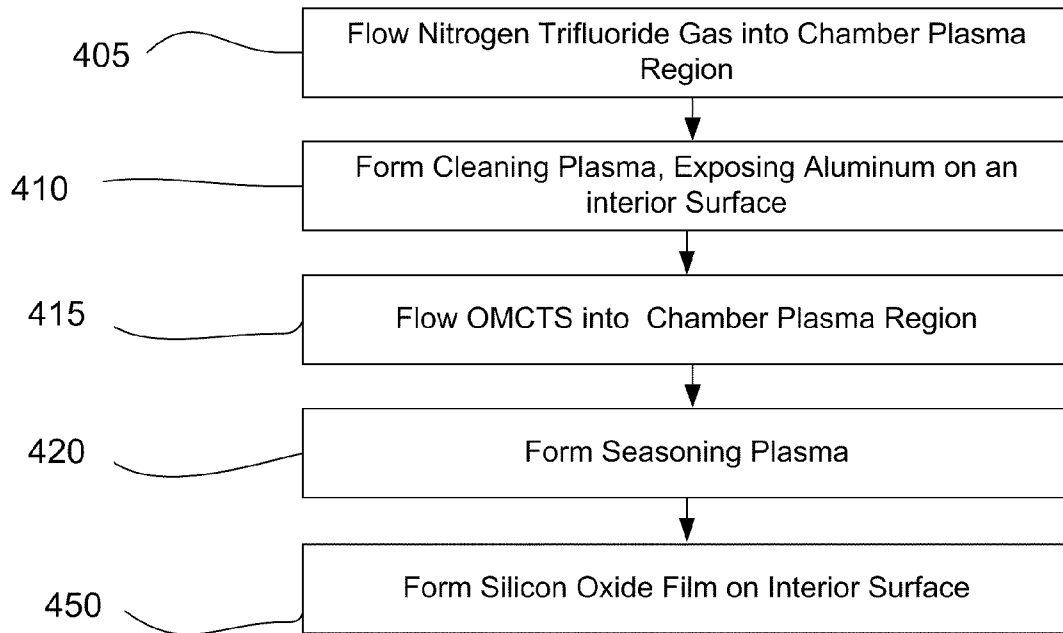 405
Flow Nitrogen Trifluoride Gas into Chamber Plasma
Region
410
Form Cleaning Plasma, Exposing Aluminum on an
interior Surface
415
Flow OMCTS into Chamber Plasma Region
420
Form Seasoning Plasma
450
Form Silicon Oxide Film on Interior Surface